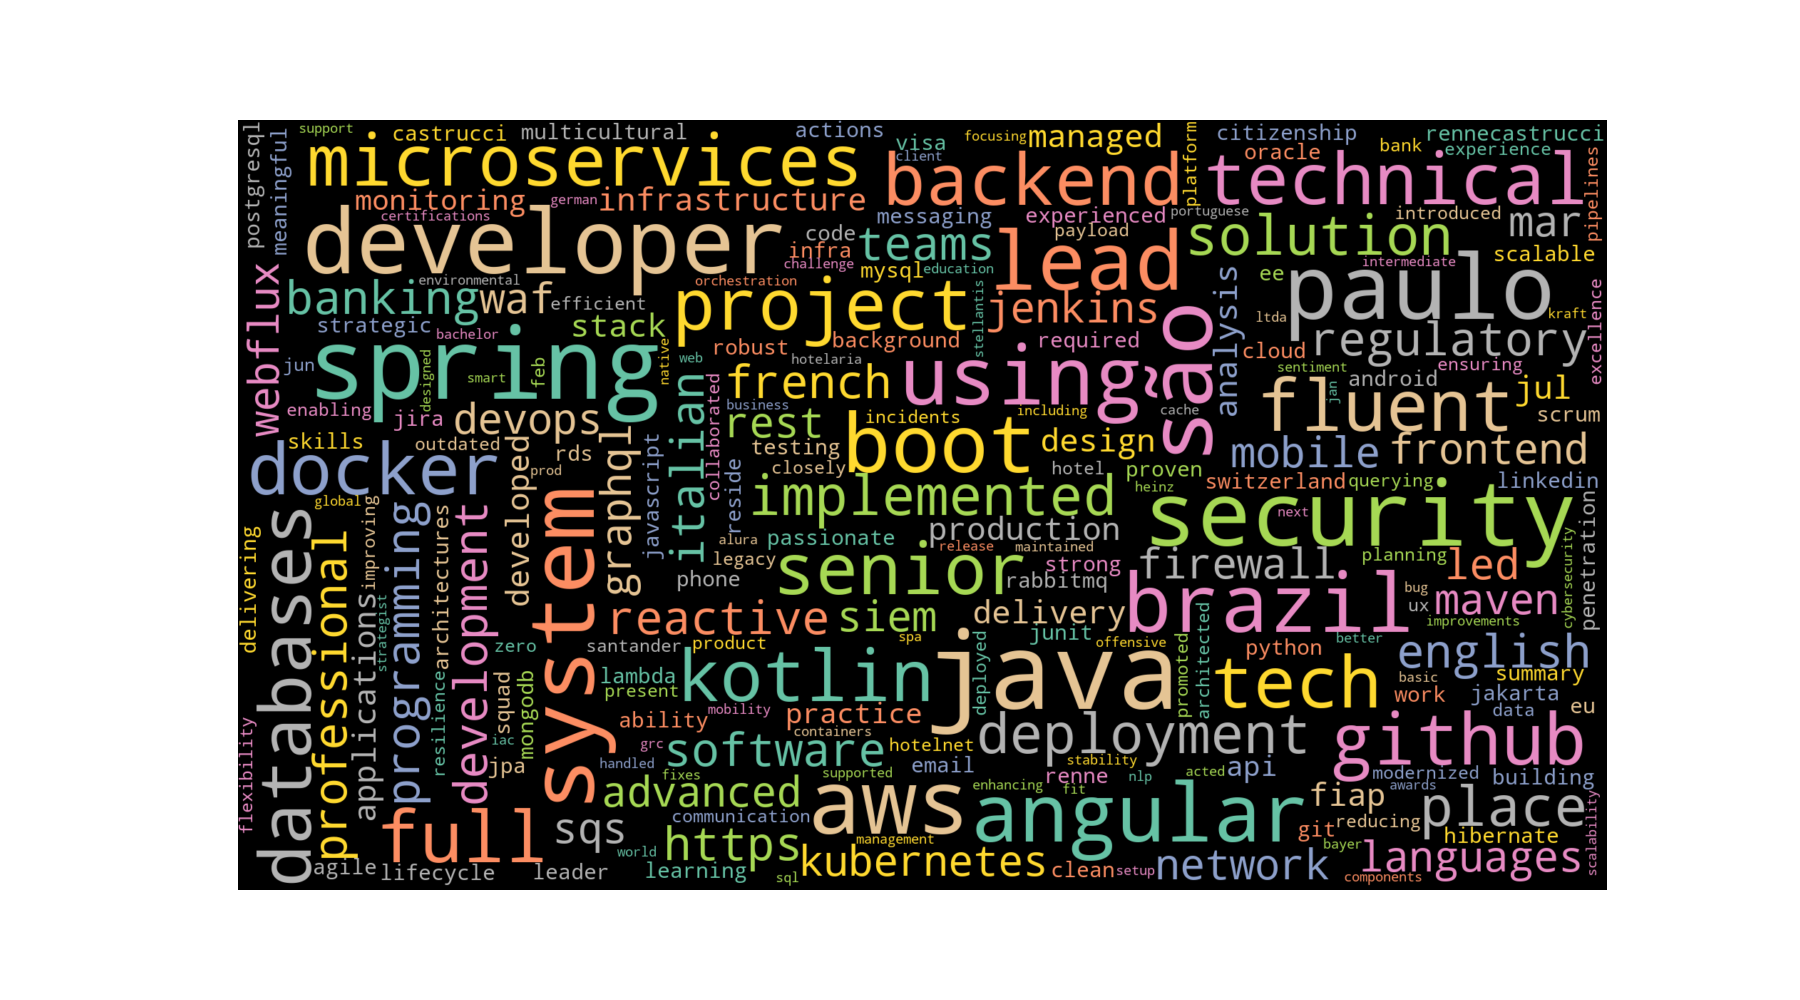 postgresql
meaningful
support
castrucci
multicultural
actions
visa
client
focusing
managed
platform
citizenship
oracle
bank
rennecastrucci
experience
pipelines
microservices
backend
technical
monitoring
german
infrastructure
certifications
messaging
experienced
portuguese
introduced
mar
developer
code
infra
challenge
teams
payload
lead
solution
scalable
mysql
education
ee
intermediate
paulo
environmental
orchestration
webflux
banking
waf
efficient
project
stellantis
jenkins
são
analysis
ltda
kraft
excellence
strategic
bachelor
stack
robust
background
required
regulatory
cloud
spring
native
web
hotelaria
jun
designed
smart
feb
italian
collaborated
french
using
sentiment
android
ensuring
jan
jul
enabling
jira
devops
business
rest
incidents
including
cache
fluent
scrum
skills
outdated
developed
rds
graphql
javascript
testing
boot
design
mobile
frontend
docker
prod
reside
closely
hotel
proven
switzerland
querying
linkedin
global
improving
implemented
heinz
security
next
penetration
delivering
databases
professional
programming
architectures
development
system
alura
passionate
production
release
maintained
legacy
firewall
planning
led
cybersecurity
phone
senior
strong
rabbitmq
brazil
bug
ux
maven
improvements
applications
strategist
resilience
reactive
siem
delivery
junit
offensive
architected
better
zero
santander
product
spa
java
deployed
promoted
python
english
squad
mongodb
lambda
present
kotlin
tech
basic
work
summary
jakarta
data
eu
flexibility
iac
ability
mobility
practice
containers
deployment
github
jpa
handled
grc
software
hotelnet
email
stability
renne
nlp
acted
api
modernized
building
fixes
supported
enhancing
fit
awards
advanced
aws
angular
fiap
place
scalability
full
sqs
communication
management
git
reducing
hibernate
bayer
https
world
agile
lifecycle
leader
learning
sql
kubernetes
clean
setup
network
languages
components